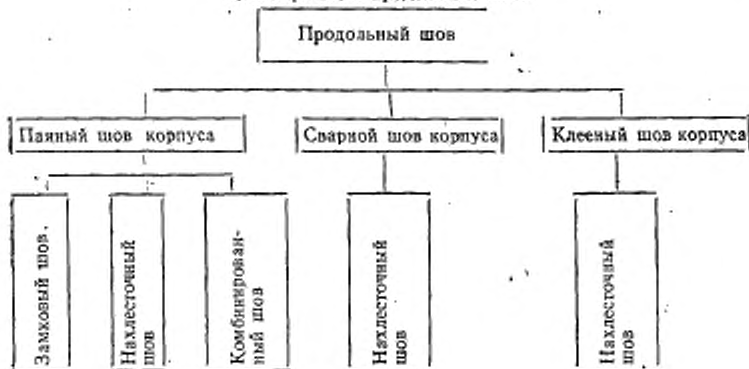 Продольный шов
Паяный шов корпуса
Сварной шов корпуса
Клееный шов корпуса
Замковый шов.
Нахлесточный
шов
Комбинирован-
ный шов
Нахлесточный
шов
Нахлесточный
шов